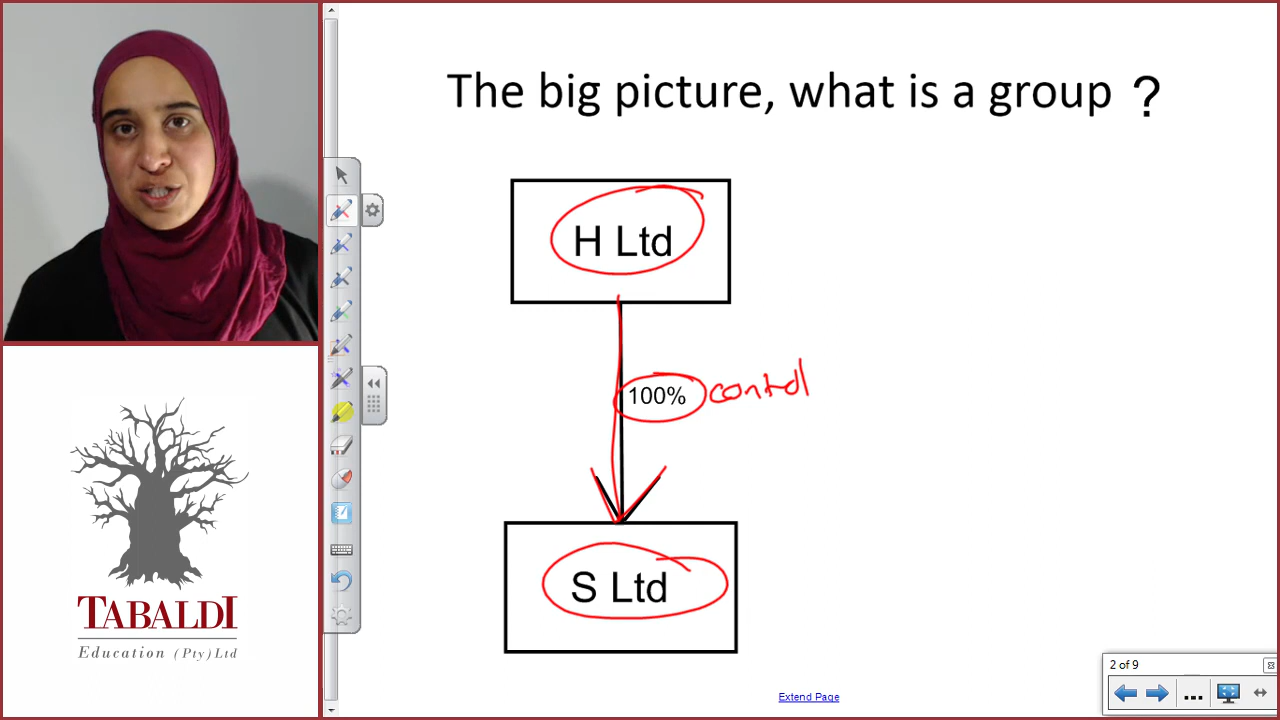 The big picture, what is a group ?
H Ltd
100% control
S Ltd
TABALDI
Education (Pty) Ltd
Extend Page
2 of 9